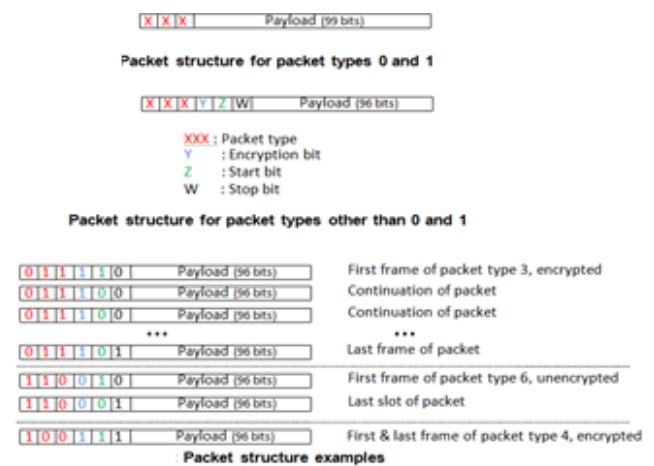 X X X Payload (99 bits)
Packet structure for packet types 0 and 1
X X X Y Z W Payload (96 bits)
XXX : Packet type
Y : Encryption bit
Z : Start bit
W : Stop bit
Packet structure for packet types other than 0 and 1
0 1 1 1 1 0 Payload (96 bits) First frame of packet type 3, encrypted
0 1 1 1 0 0 Payload (96 bits) Continuation of packet
0 1 1 1 0 0 Payload (96 bits) Continuation of packet
... ...
0 1 1 1 0 1 Payload (96 bits) Last frame of packet
1 1 0 0 1 0 Payload (96 bits) First frame of packet type 6, unencrypted
1 1 0 0 0 1 Payload (96 bits) Last slot of packet
1 0 0 1 1 1 Payload (96 bits) First & last frame of packet type 4, encrypted
: Packet structure examples